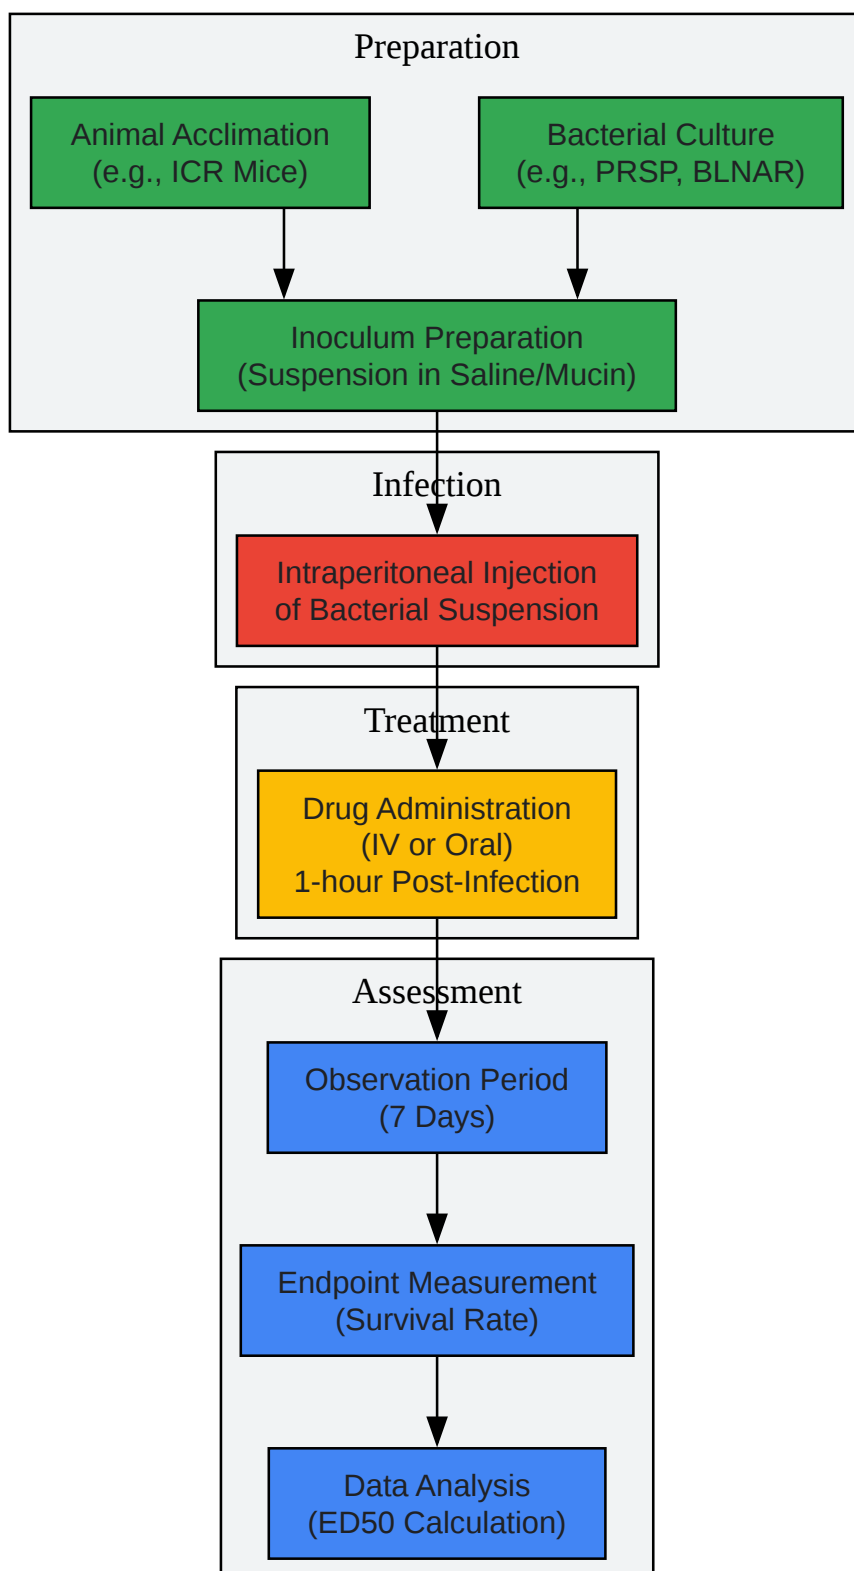 Preparation
Animal Acclimation
(e.g., ICR Mice)
Bacterial Culture
(e.g., PRSP, BLNAR)
Inoculum Preparation
(Suspension in Saline/Mucin)
Infection
Intraperitoneal Injection
of Bacterial Suspension
Treatment
Drug Administration
(IV or Oral)
1-hour Post-Infection
Assessment
Observation Period
(7 Days)
Endpoint Measurement
(Survival Rate)
Data Analysis
(ED50 Calculation)